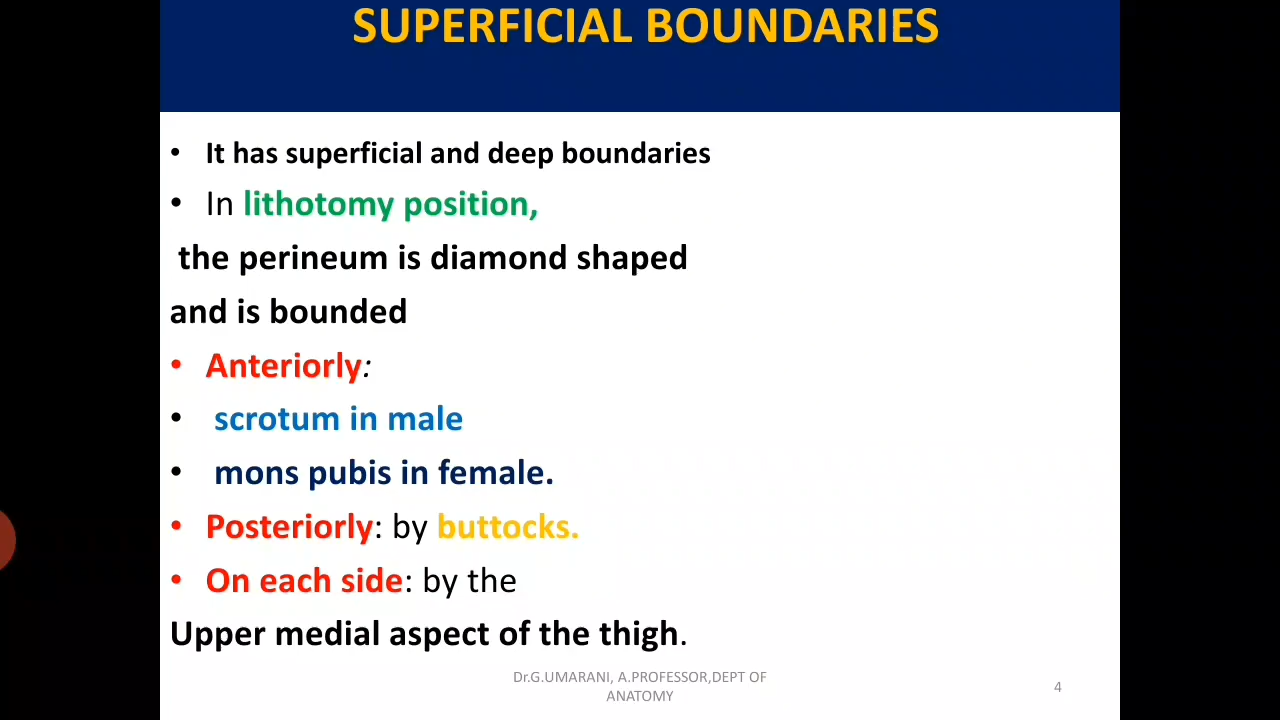 SUPERFICIAL BOUNDARIES
• It has superficial and deep boundaries
• In lithotomy position,
the perineum is diamond shaped
and is bounded
• Anteriorly:
• scrotum in male
• mons pubis in female.
• Posteriorly: by buttocks.
• On each side: by the
Upper medial aspect of the thigh.
Dr.G.UMARANI, A.PROFESSOR,DEPT OF
ANATOMY
4